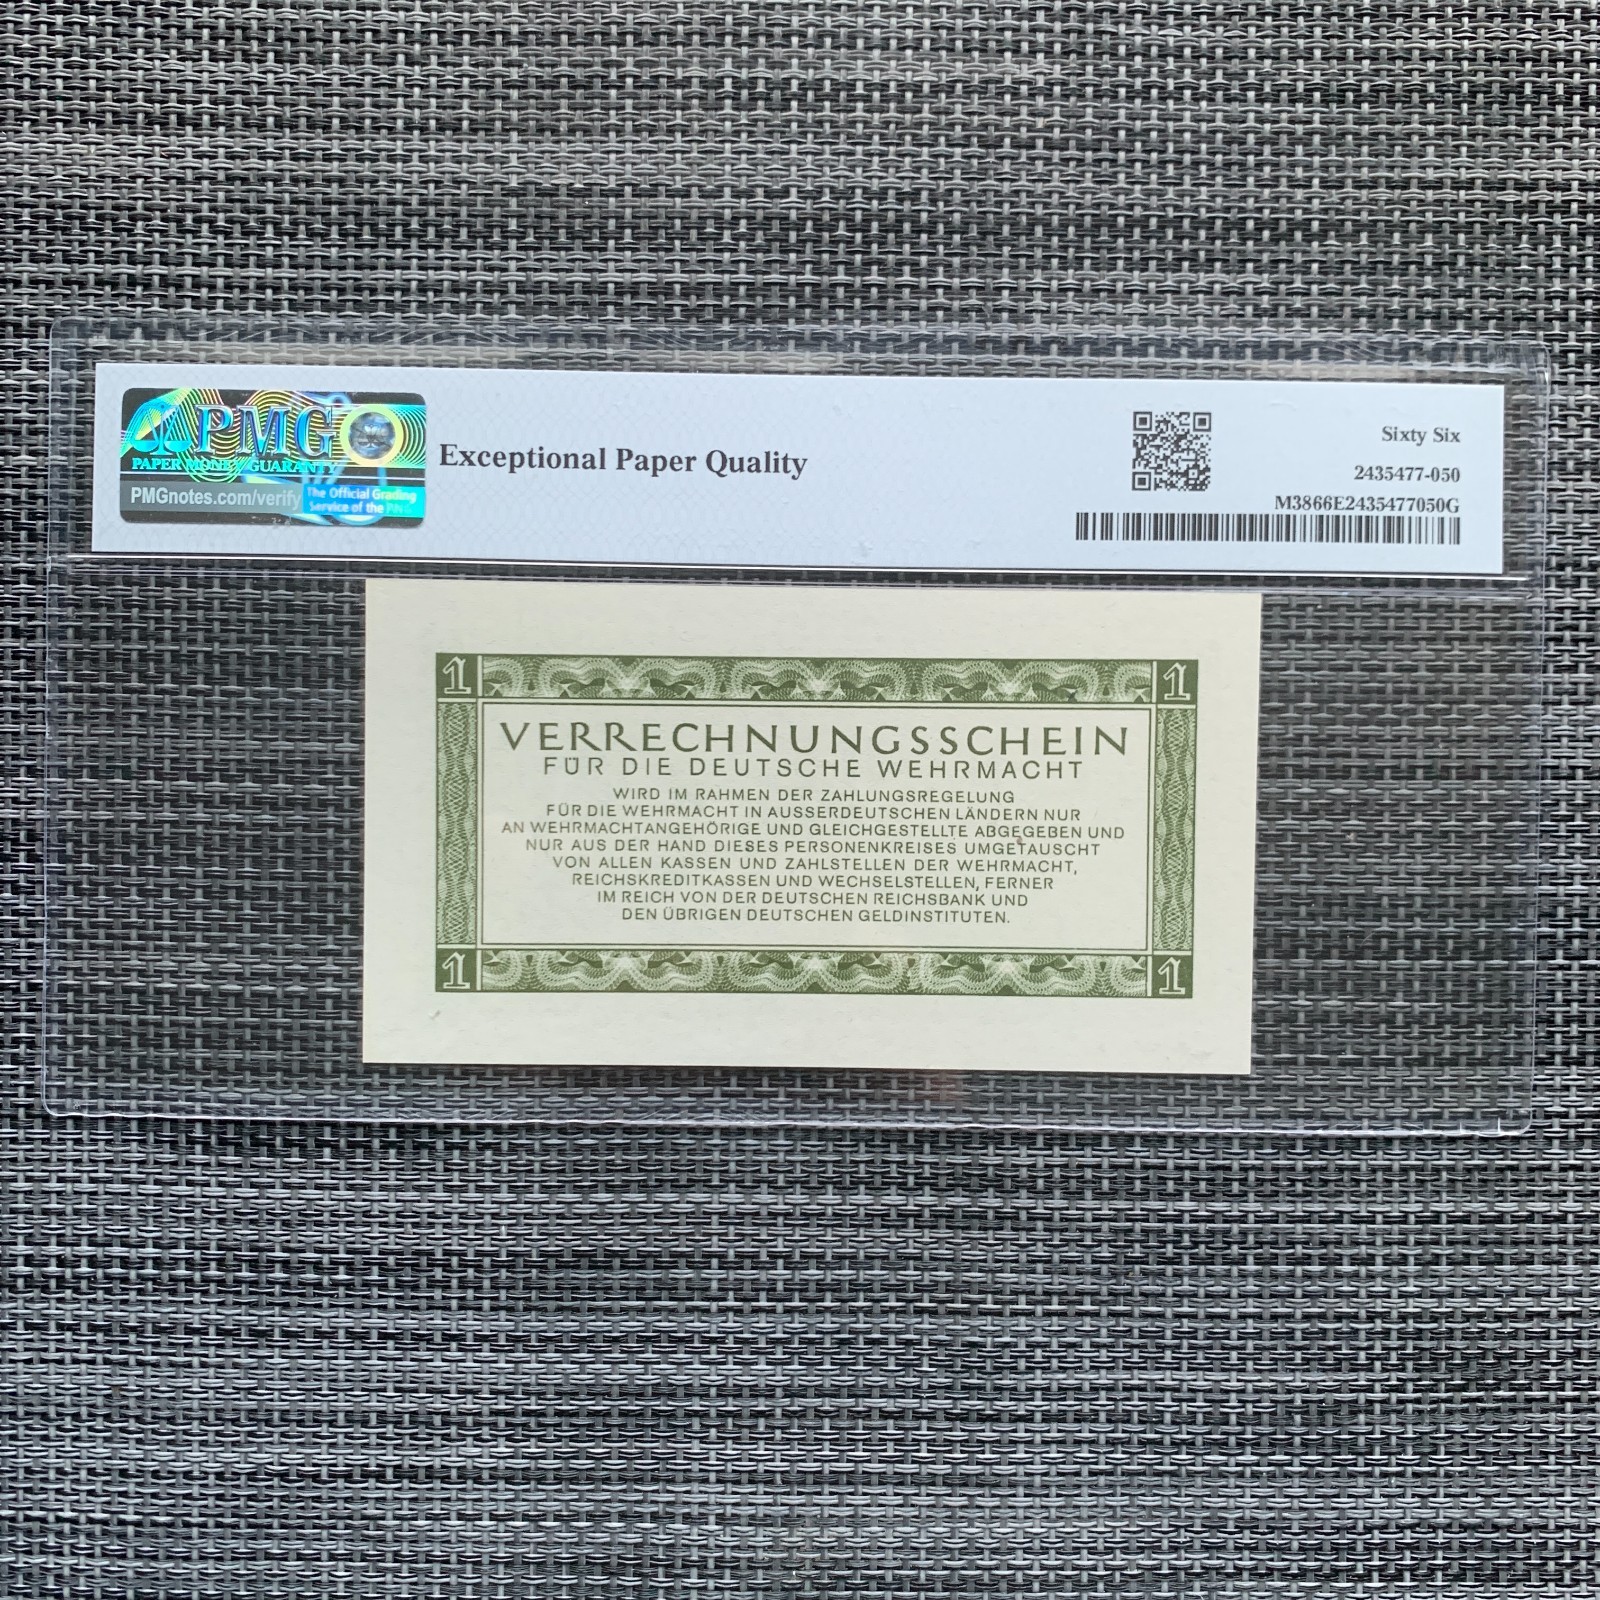 PMG
PAPER MONEY GUARANTY
PMGnotes.com/verify
The Official Grading
Service of the PNG
Exceptional Paper Quality
Sixty Six
2435477-050
M3866E2435477050G
1
1
VERRECHNUNGSSCHEIN
FÜR DIE DEUTSCHE WEHRMACHT
WIRD IM RAHMEN DER ZAHLUNGSREGELUNG
FÜR DIE WEHRMACHT IN AUSSERDEUTSCHEN LÄNDERN NUR
AN WEHRMACHTANGEHÖRIGE UND GLEICHGESTELLTE ABGEGEBEN UND
NUR AUS DER HAND DIESES PERSONENKREISES UMGETAUSCHT
VON ALLEN KASSEN UND ZAHLSTELLEN DER WEHRMACHT,
REICHSKREDITKASSEN UND WECHSELSTELLEN, FERNER
IM REICH VON DER DEUTSCHEN REICHSBANK UND
DEN ÜBRIGEN DEUTSCHEN GELDINSTITUTEN.
1
1